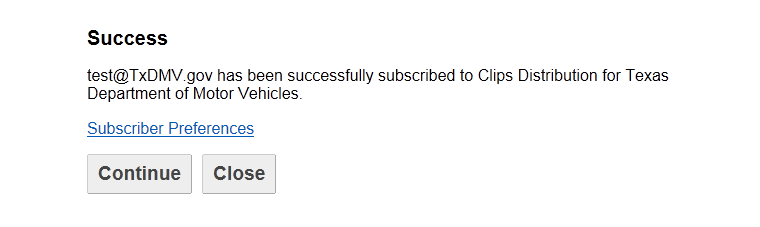 Success
test@TxDMV.gov has been successfully subscribed to Clips Distribution for Texas
Department of Motor Vehicles.
Subscriber Preferences
Continue Close